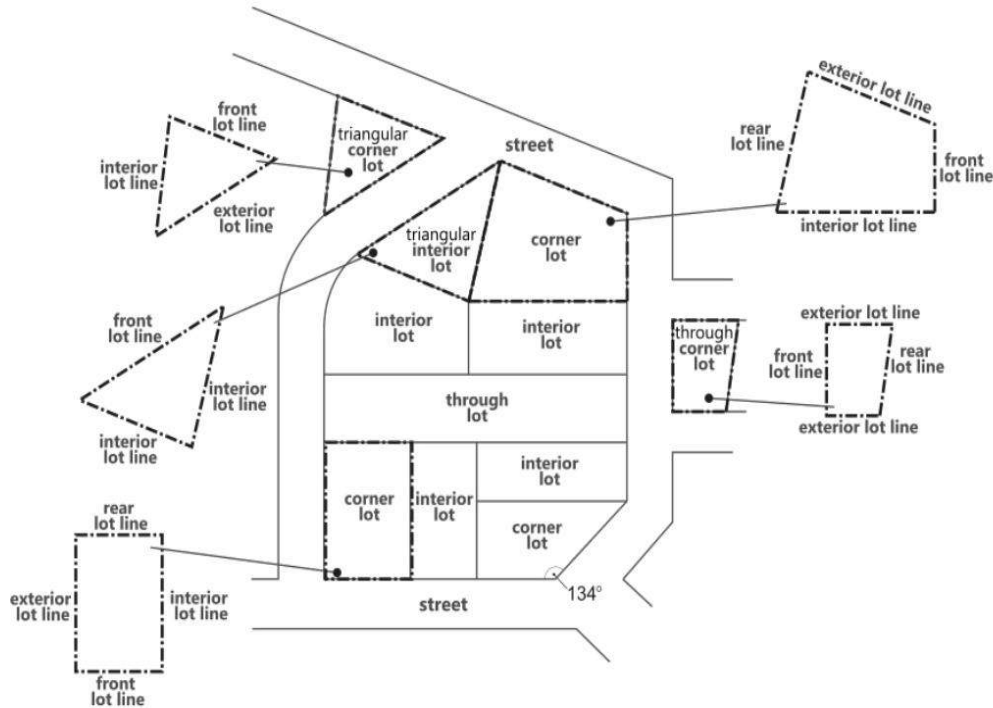 exterior lot line
front
lot line
triangular
corner
lot
street
rear
lot line
interior
lot line
front
lot line
exterior
lot line
interior lot line
triangular
interior
lot
corner
lot
front
lot line
interior
lot
interior
lot
through
corner
lot
exterior lot line
front
lot line
rear
lot line
exterior lot line
interior
lot line
interior
lot line
through
lot
corner
lot
interior
lot
interior
lot
corner
lot
rear
lot line
exterior
lot line
interior
lot line
front
lot line
street
134°